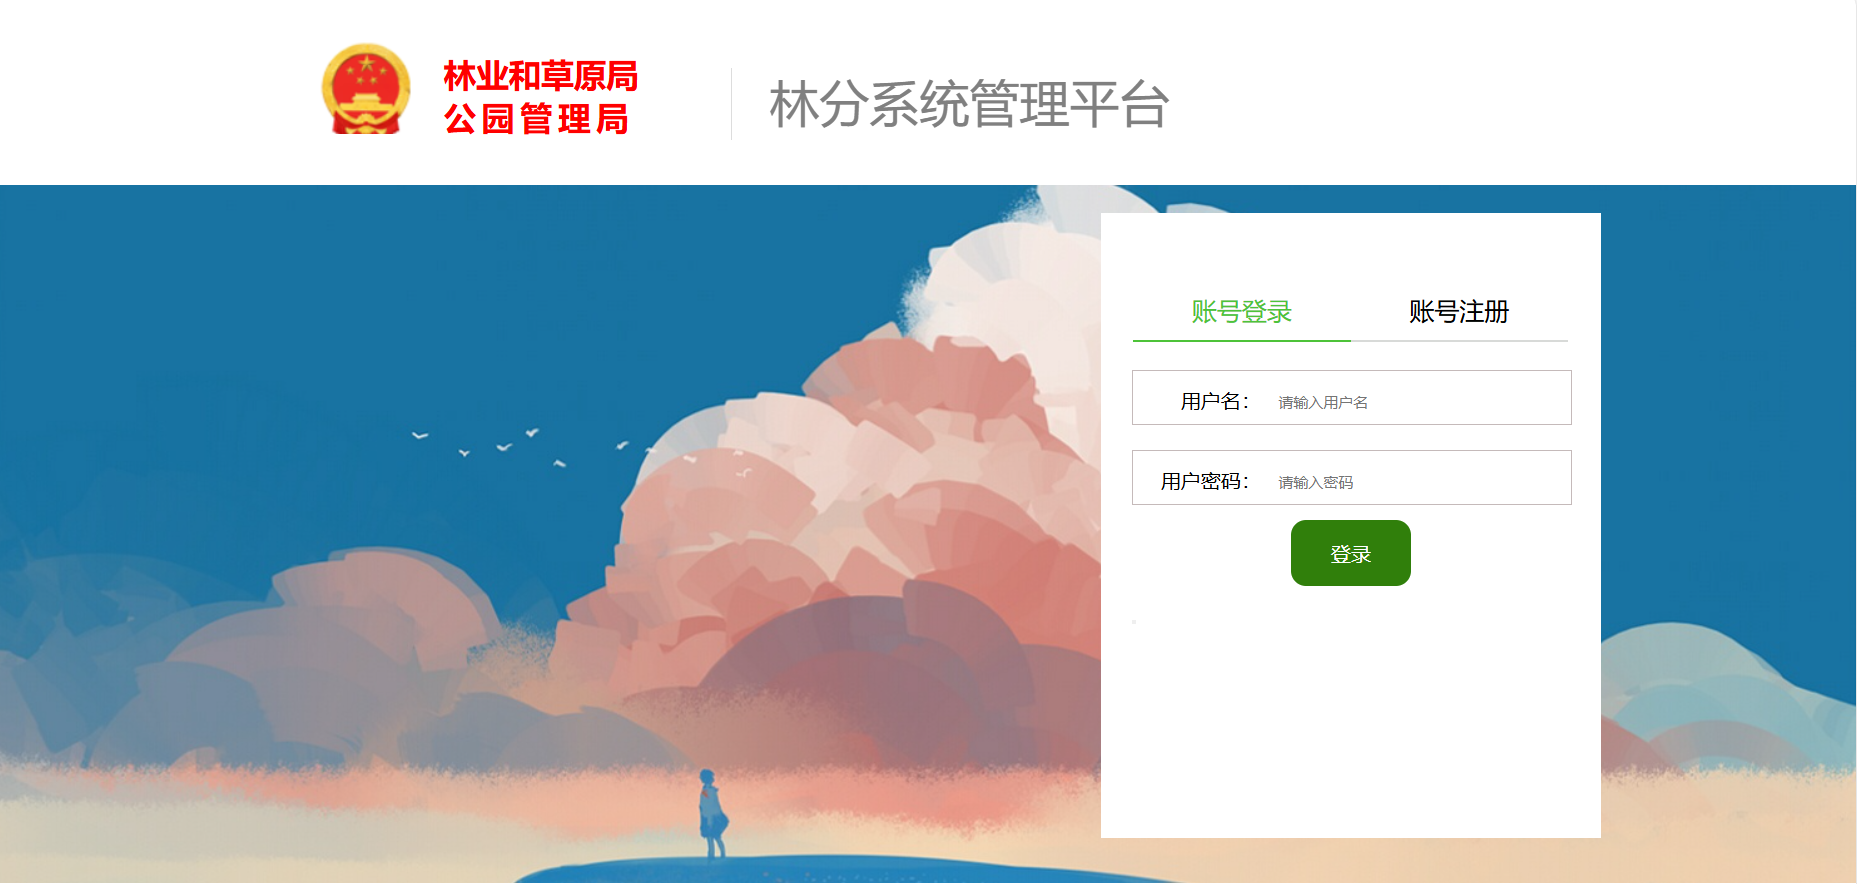 林业和草原局
公园管理局
林分系统管理平台
账号登录 账号注册
用户名： 请输入用户名
用户密码： 请输入密码
登录